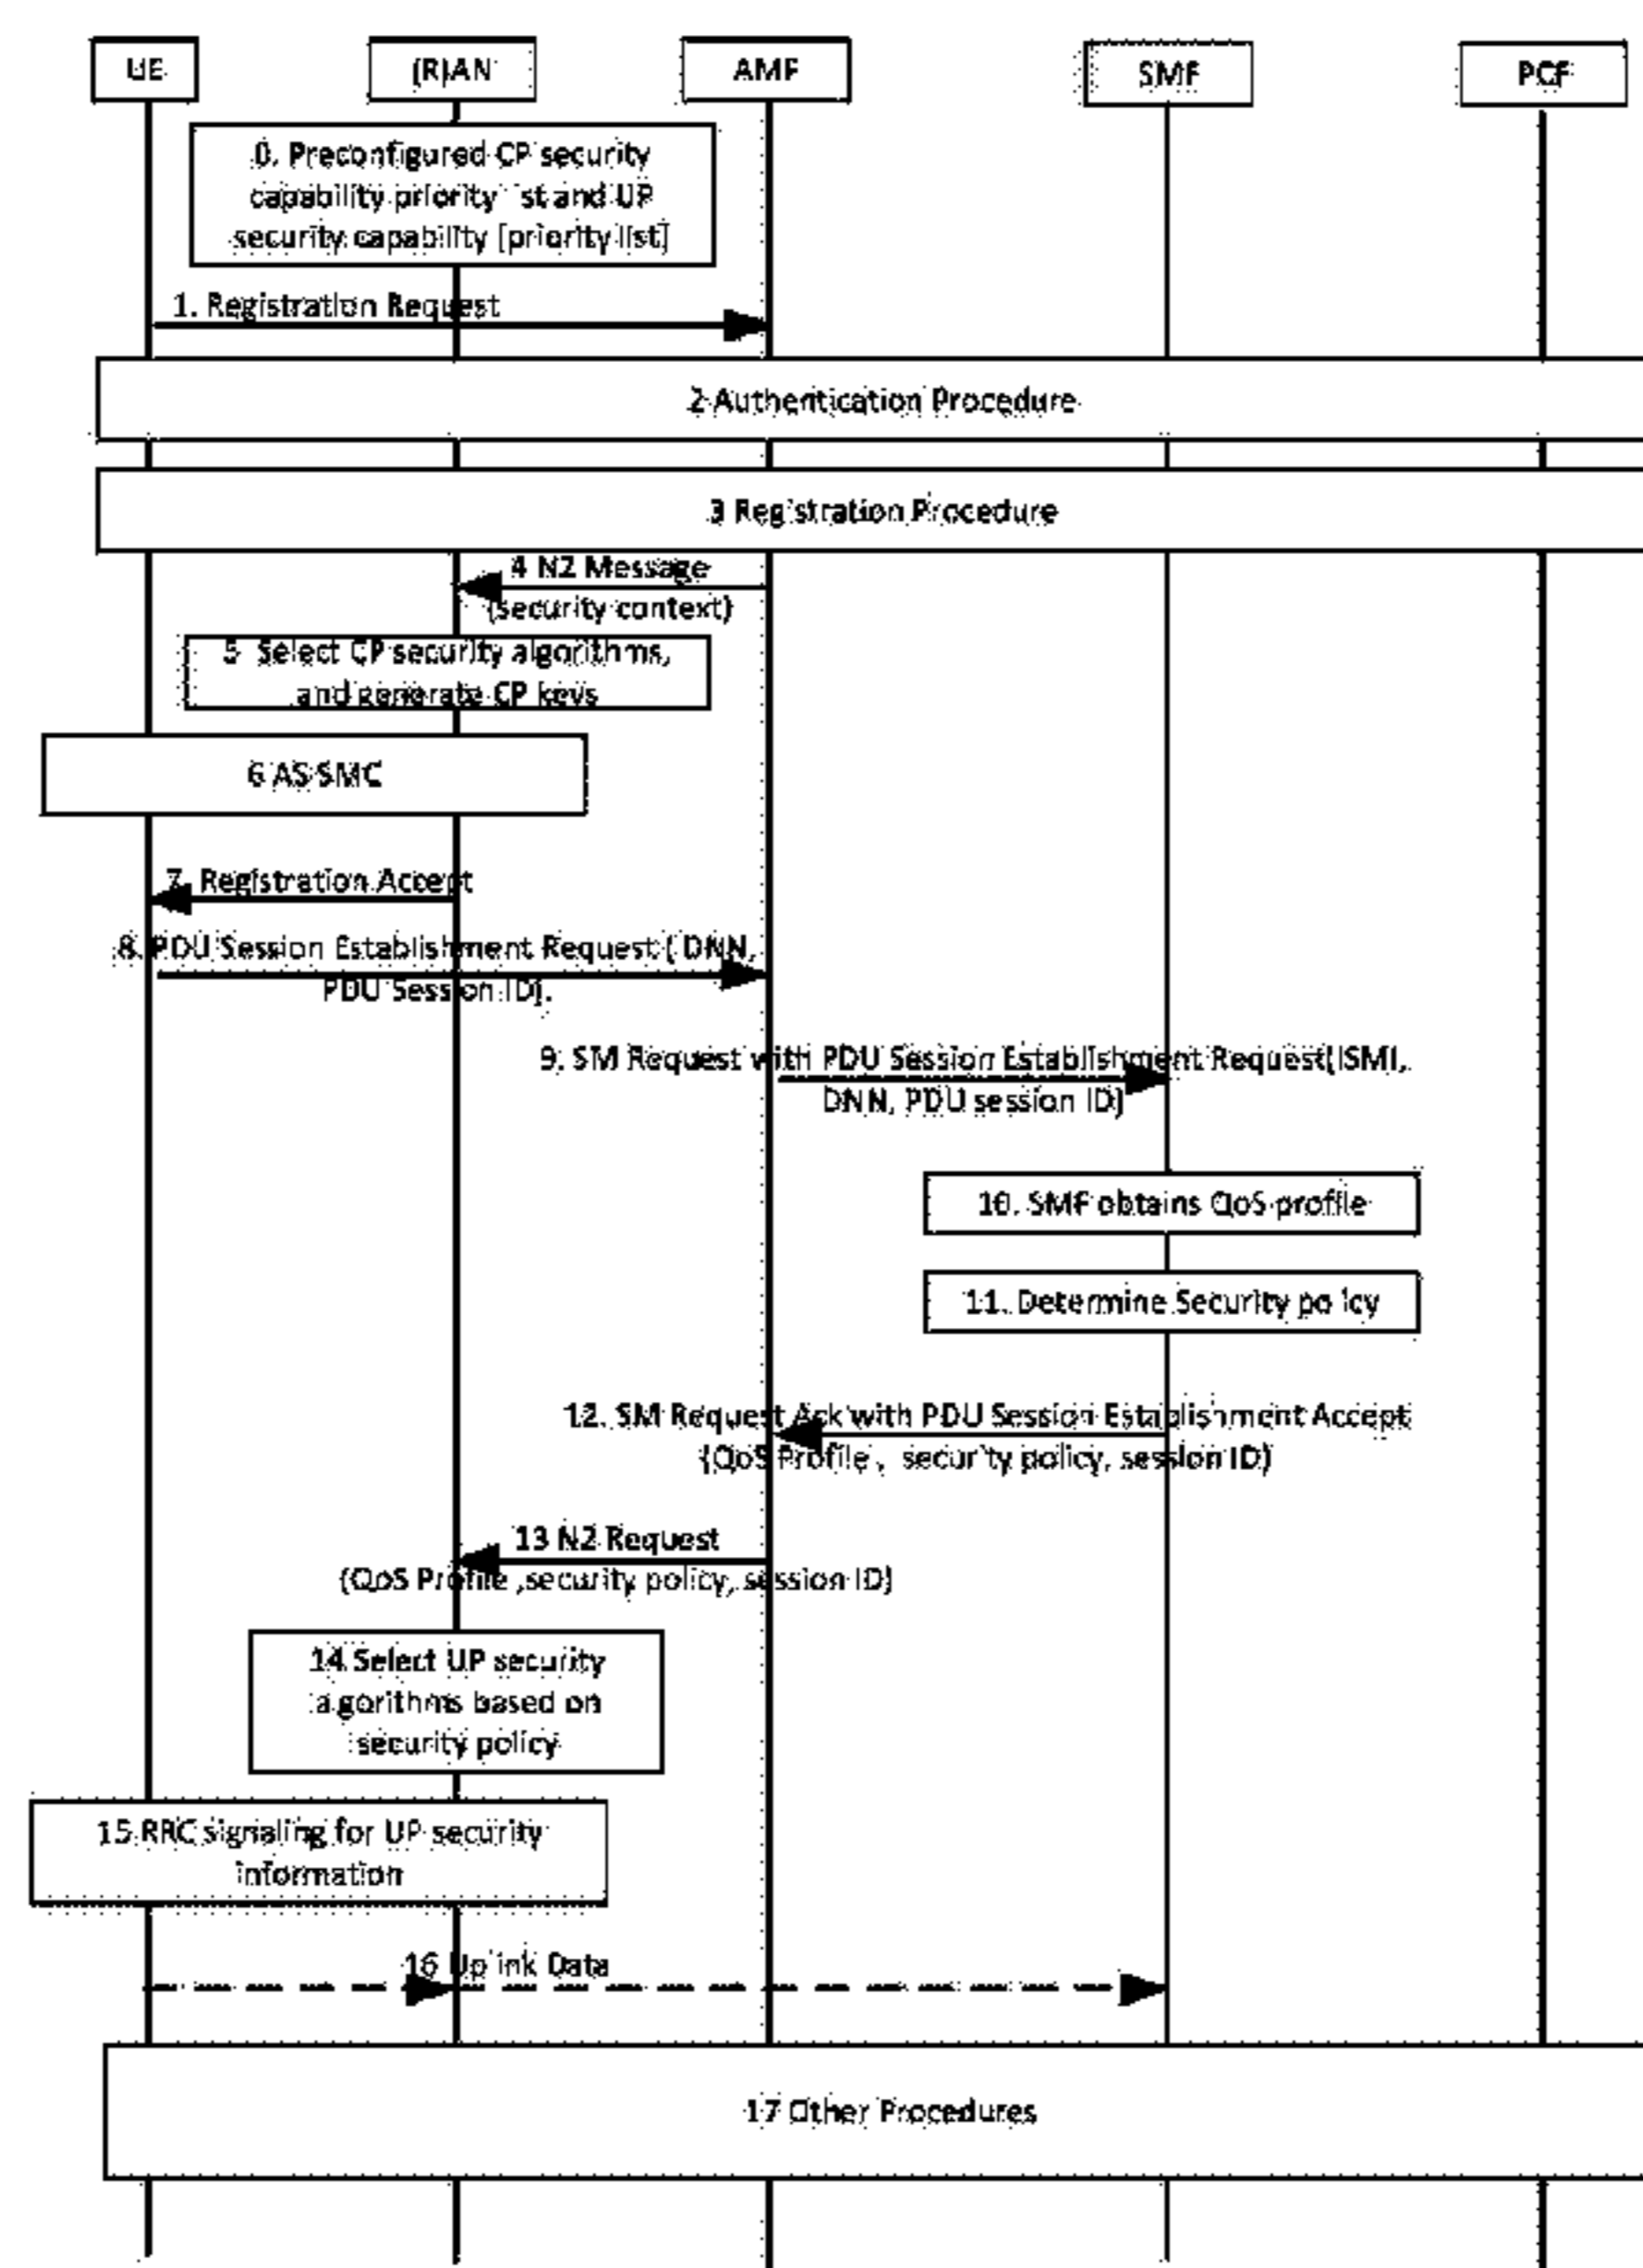 UE
(R)AN
AMF
SMF
PCF
0. Preconfigured CP security
capability priority list and UP
security capability [priority list]
1. Registration Request
2 Authentication Procedure
3 Registration Procedure
4 N2 Message
(security context)
5 Select CP security algorithms,
and generate CP keys
6 AS SMC
7. Registration Accept
8. PDU Session Establishment Request ( DNN,
PDU Session ID).
9. SM Request with PDU Session Establishment Request(ISMI,
DNN, PDU session ID)
10. SMF obtains QoS profile
11. Determine Security policy
12. SM Request Ack with PDU Session Establishment Accept
(QoS Profile , security policy, session ID)
13 N2 Request
(QoS Profile ,security policy, session ID)
14 Select UP security
algorithms based on
security policy
15 RRC signaling for UP security
information
16 Uplink Data
17 Other Procedures